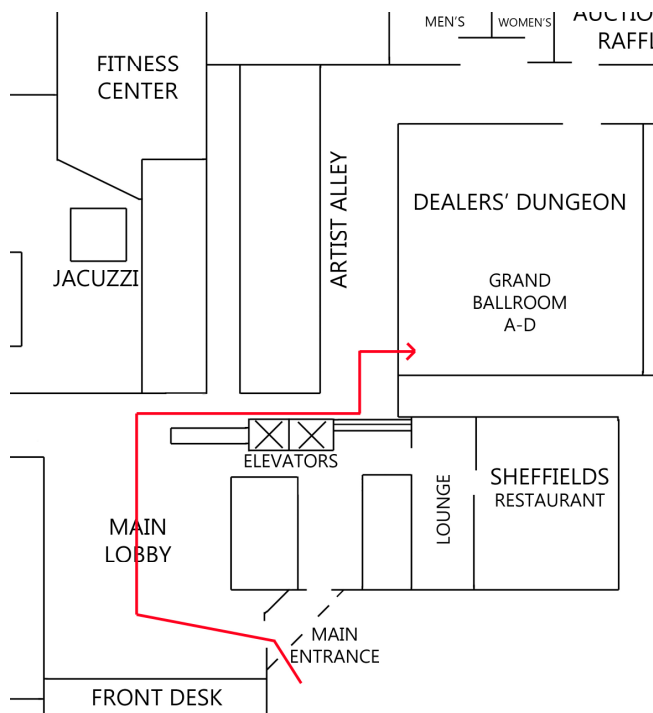 MEN'S
WOMEN'S
FITNESS
CENTER
ARTIST ALLEY
DEALERS' DUNGEON
JACUZZI
GRAND
BALLROOM
A-D
ELEVATORS
LOUNGE
SHEFFIELDS
RESTAURANT
MAIN
LOBBY
MAIN
ENTRANCE
FRONT DESK